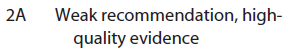 2A Weak recommendation, high-
quality evidence